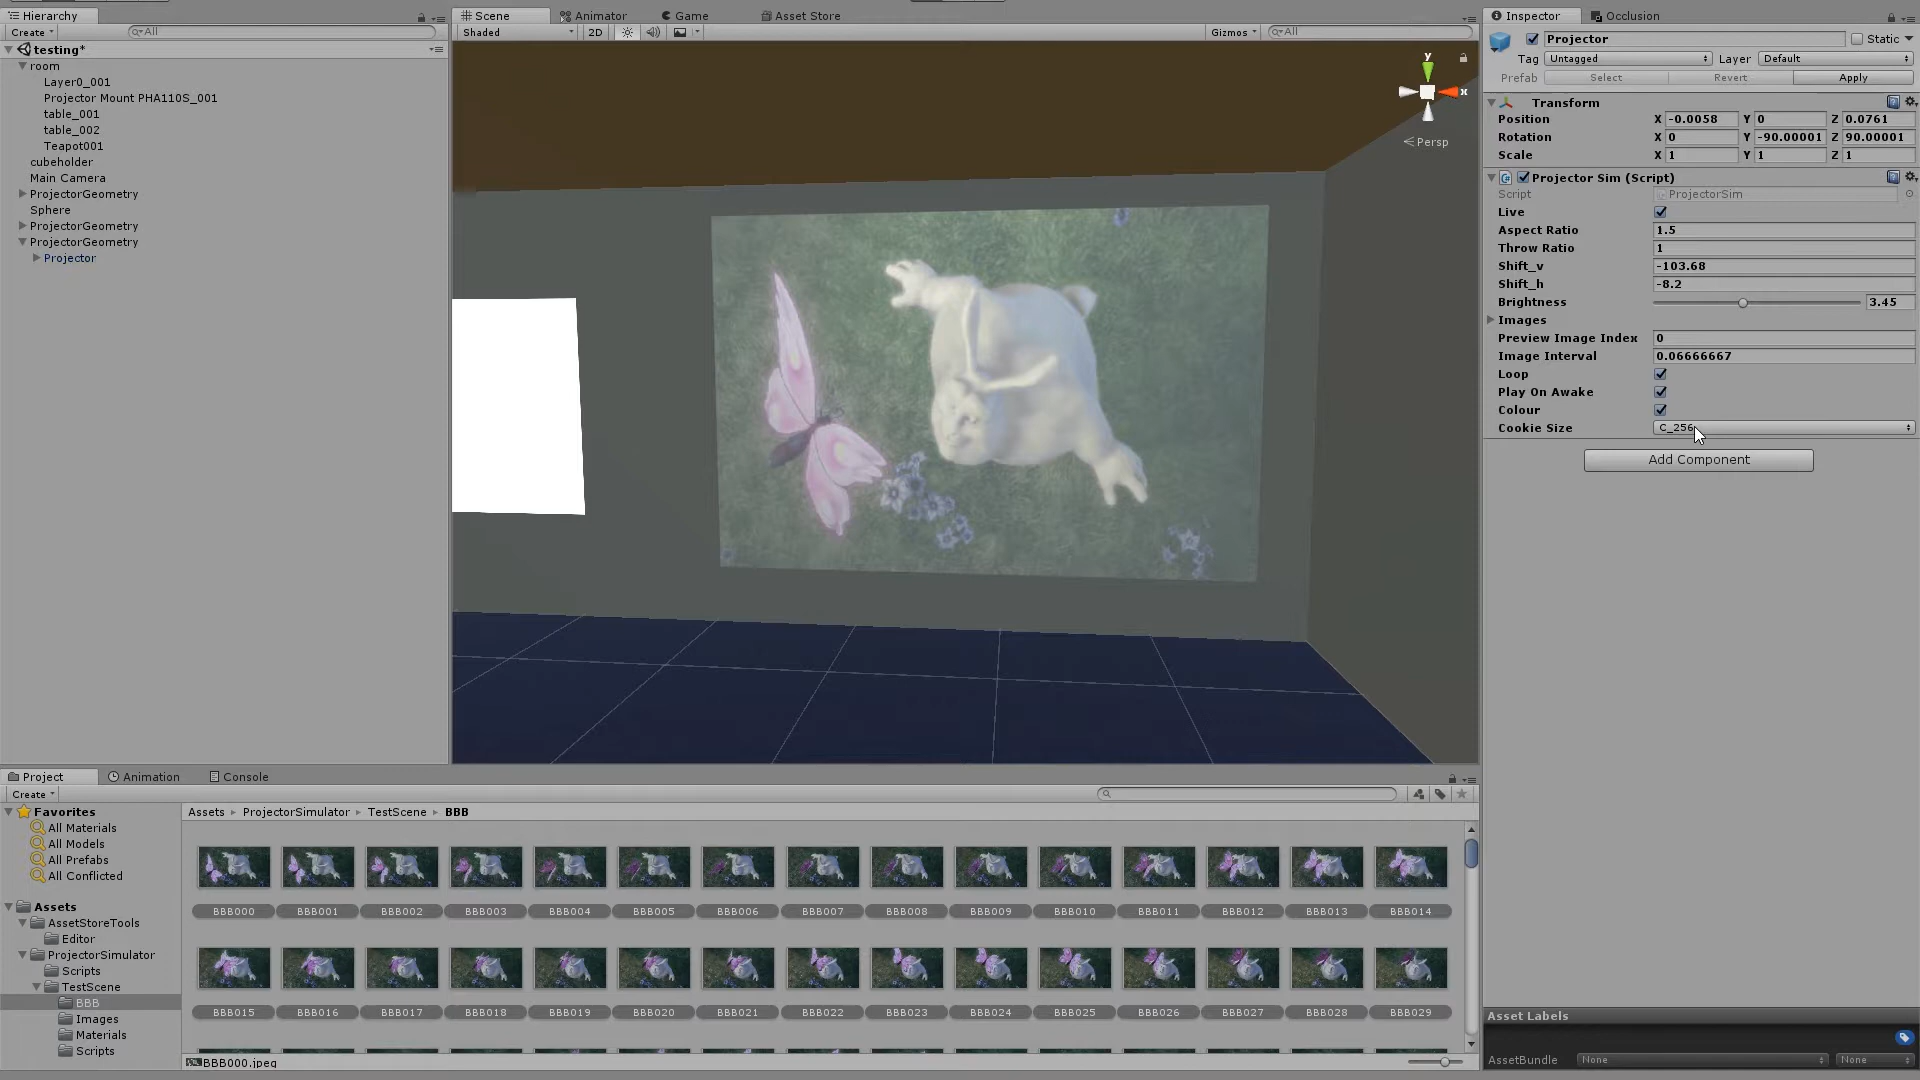 Hierarchy
Create
All
testing*
room
Layer0_001
Projector Mount PHA110S_001
table_001
table_002
Teapot001
cubeholder
Main Camera
ProjectorGeometry
Sphere
ProjectorGeometry
ProjectorGeometry
Projector
Scene Animator Game Asset Store
Shaded 2D Gizmos All
y
x
Persp
Inspector Occlusion
Projector Static
Tag Untagged Layer Default
Prefab Select Revert Apply
Transform
Position X -0.0058 Y 0 Z 0.0761
Rotation X 0 Y -90.00001 Z 90.00001
Scale X 1 Y 1 Z 1
Projector Sim (Script)
Script ProjectorSim
Live
Aspect Ratio 1.5
Throw Ratio 1
Shift_v -103.68
Shift_h -8.2
Brightness 3.45
Images
Preview Image Index 0
Image Interval 0.06666667
Loop
Play On Awake
Colour
Cookie Size C_256
Add Component
Project Animation Console
Create
Favorites
All Materials
All Models
All Prefabs
All Conflicted
Assets
AssetStoreTools
Editor
ProjectorSimulator
Scripts
TestScene
BBB
Images
Materials
Scripts
Assets ProjectorSimulator TestScene BBB
BBB000 BBB001 BBB002 BBB003 BBB004 BBB005 BBB006 BBB007 BBB008 BBB009 BBB010 BBB011 BBB012 BBB013 BBB014
BBB015 BBB016 BBB017 BBB018 BBB019 BBB020 BBB021 BBB022 BBB023 BBB024 BBB025 BBB026 BBB027 BBB028 BBB029
BBB000.jpeg
Asset Labels
AssetBundle None None